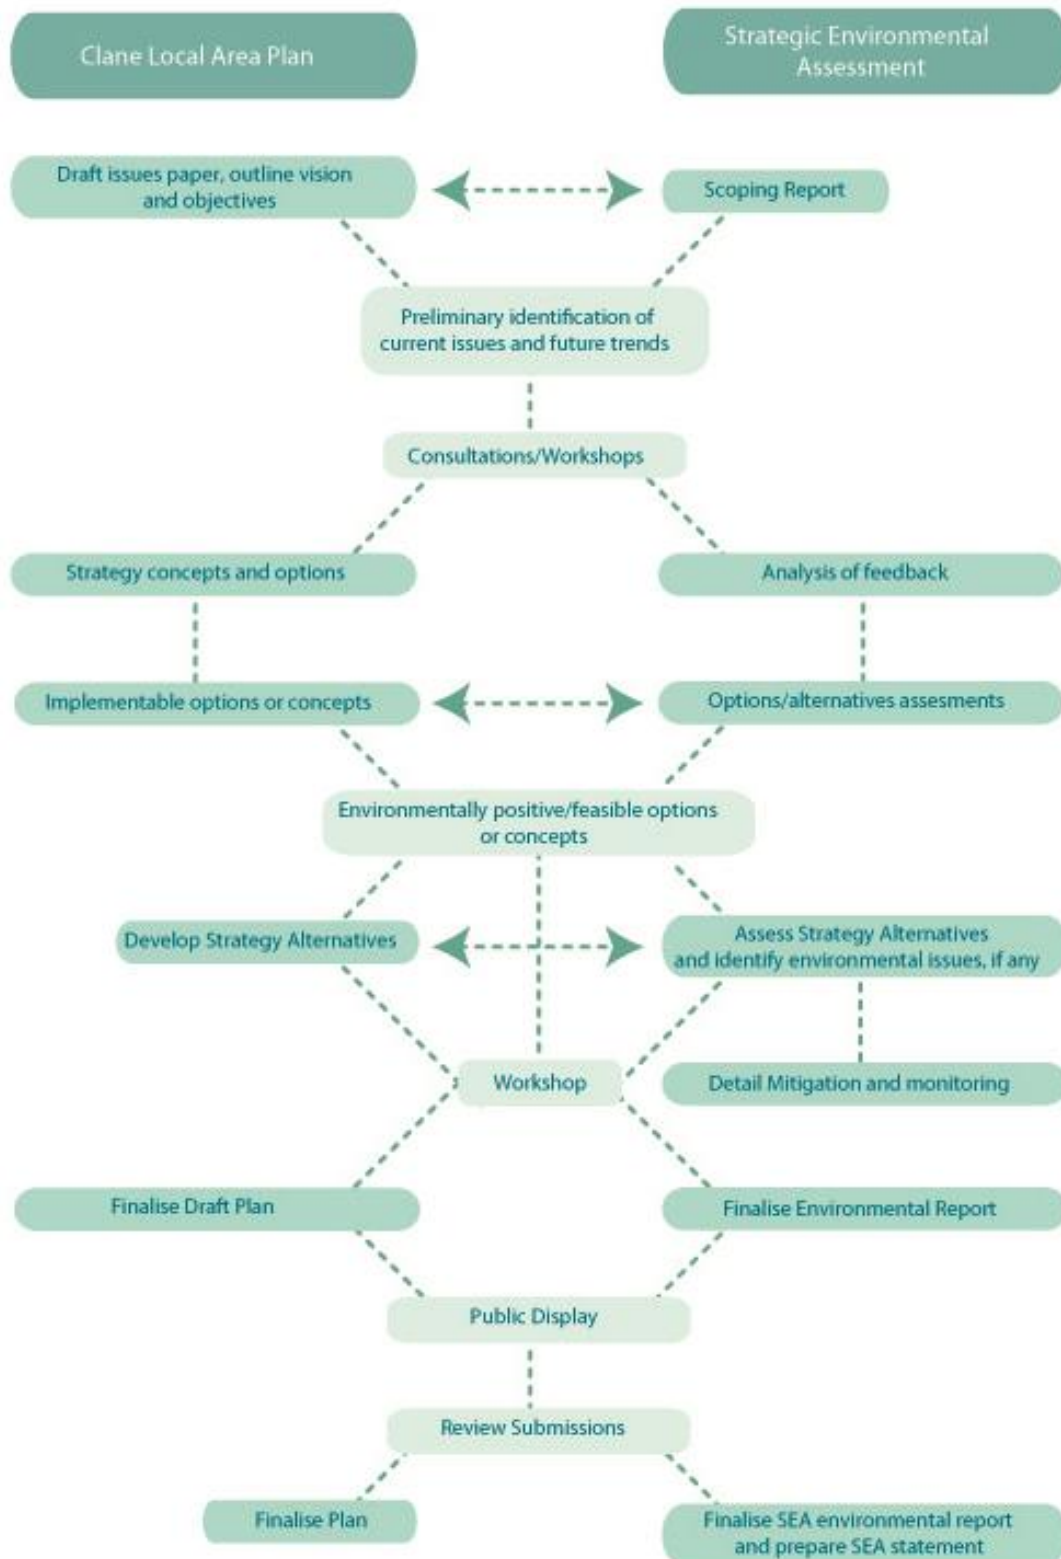 Clane Local Area Plan
Strategic Environmental
Assessment
Draft issues paper, outline vision
and objectives
Scoping Report
Preliminary identification of
current issues and future trends
Consultations/Workshops
Strategy concepts and options
Analysis of feedback
Implementable options or concepts
Options/alternatives assesments
Environmentally positive/feasible options
or concepts
Develop Strategy Alternatives
Assess Strategy Alternatives
and identify environmental issues, if any
Workshop
Detail Mitigation and monitoring
Finalise Draft Plan
Finalise Environmental Report
Public Display
Review Submissions
Finalise Plan
Finalise SEA environmental report
and prepare SEA statement